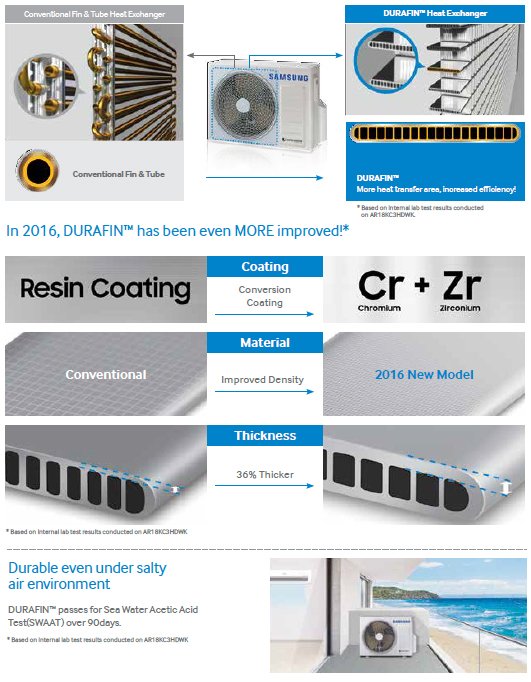 Conventional Fin & Tube Heat Exchanger
DURAFIN™ Heat Exchanger
SAMSUNG
Conventional Fin & Tube
DURAFIN™
More heat transfer area, increased efficiency!
* Based on Internal lab test results conducted
on AR18KC3HDWK.
In 2016, DURAFIN™ has been even MORE improved!*
Coating
Resin Coating
Conversion
Coating
Cr + Zr
Chromium Zirconium
Material
Conventional
Improved Density
2016 New Model
Thickness
36% Thicker
* Based on Internal lab test results conducted on AR18KC3HDWK
Durable even under salty
air environment
DURAFIN™ passes for Sea Water Acetic Acid
Test(SWAAT) over 90days.
* Based on Internal lab test results conducted on AR18KC3HDWK